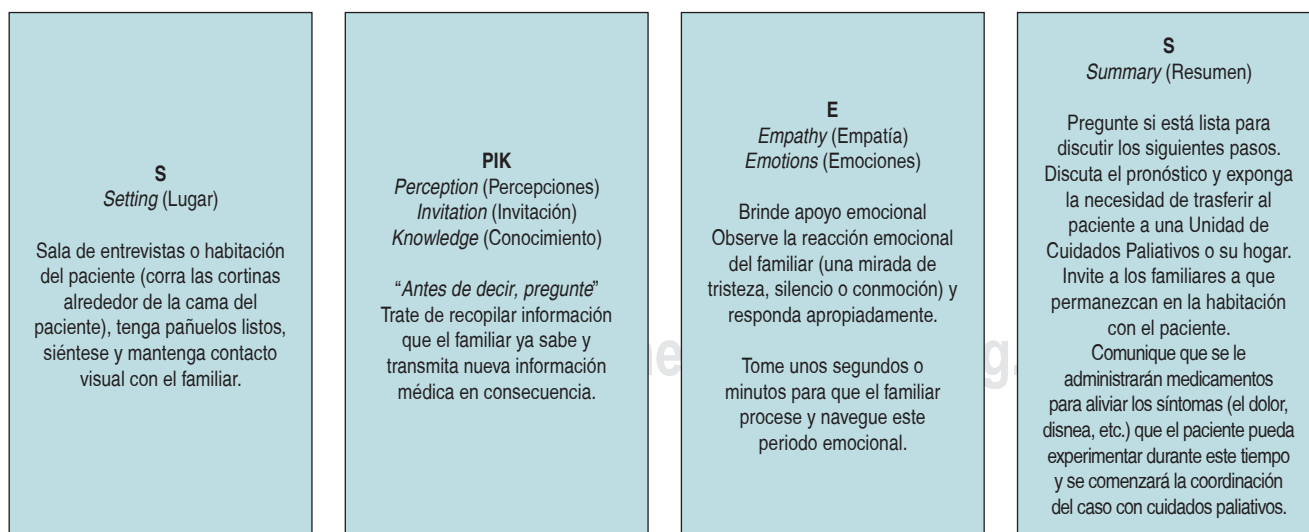 S
Setting (Lugar)
Sala de entrevistas o habitación
del paciente (corra las cortinas
alrededor de la cama del
paciente), tenga pañuelos listos,
siéntese y mantenga contacto
visual con el familiar.
PIK
Perception (Percepciones)
Invitation (Invitación)
Knowledge (Conocimiento)
“Antes de decir, pregunte”
Trate de recopilar información
que el familiar ya sabe y
transmita nueva información
médica en consecuencia.
E
Empathy (Empatía)
Emotions (Emociones)
Brinde apoyo emocional
Observe la reacción emocional
del familiar (una mirada de
tristeza, silencio o conmoción) y
responda apropiadamente.
Tome unos segundos o
minutos para que el familiar
procese y navegue este
periodo emocional.
S
Summary (Resumen)
Pregunte si está lista para
discutir los siguientes pasos.
Discuta el pronóstico y exponga
la necesidad de trasferir al
paciente a una Unidad de
Cuidados Paliativos o su hogar.
Invite a los familiares a que
permanezcan en la habitación
con el paciente.
Comunique que se le
administrarán medicamentos
para aliviar los síntomas (el dolor,
disnea, etc.) que el paciente pueda
experimentar durante este tiempo
y se comenzará la coordinación
del caso con cuidados paliativos.